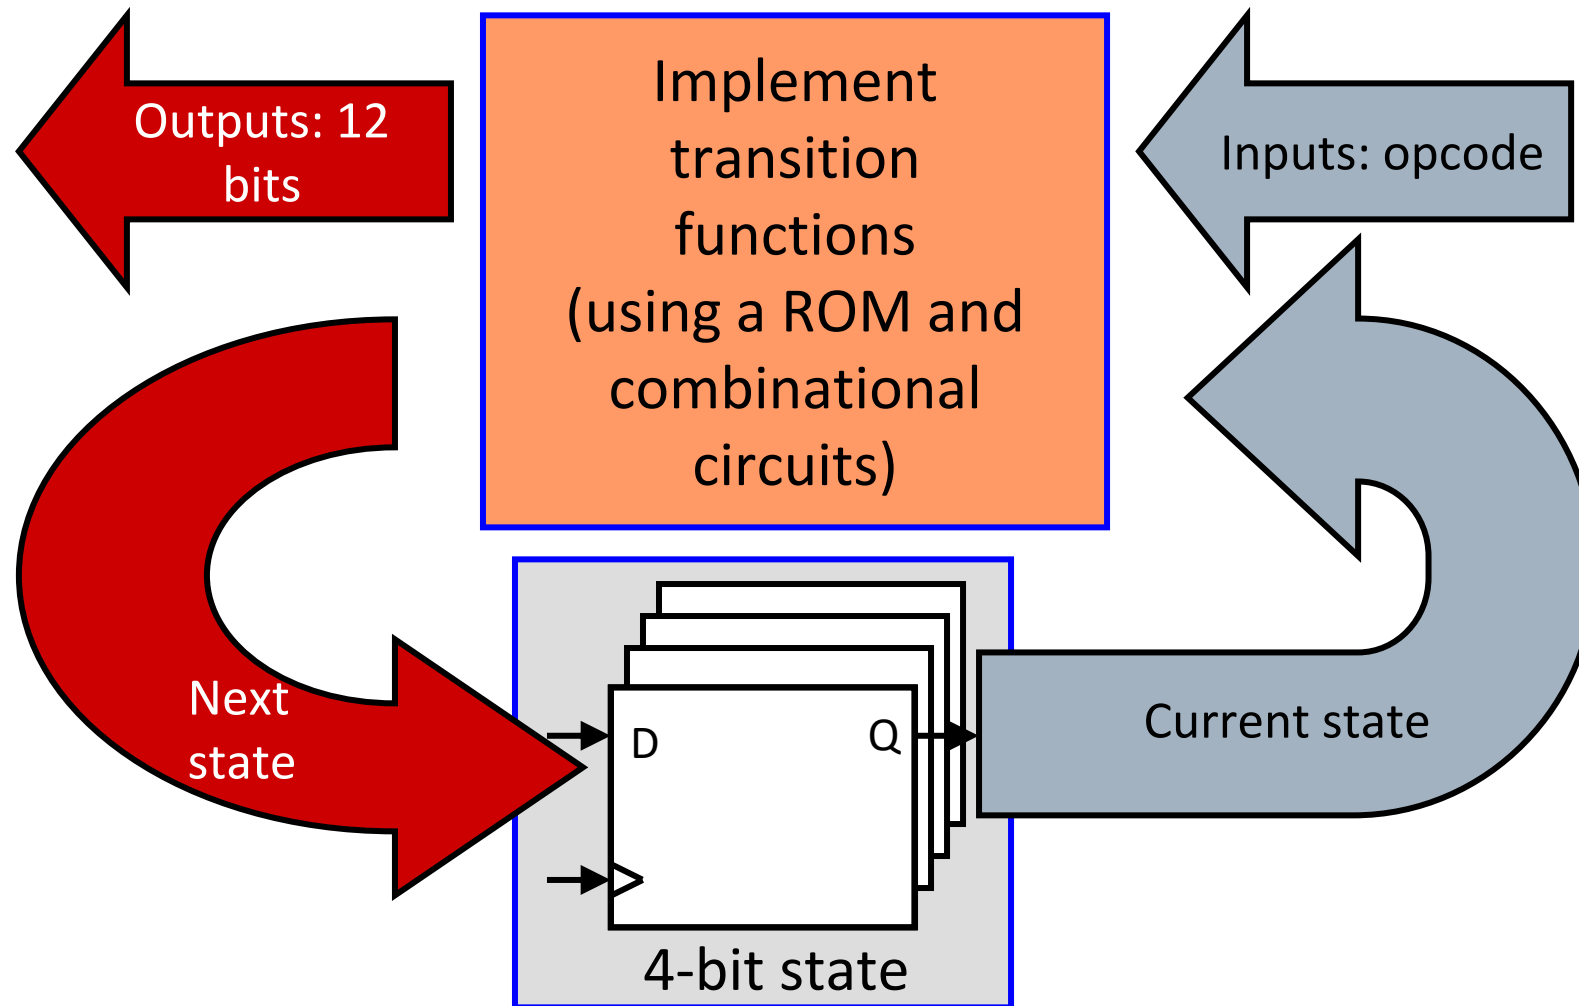 Outputs: 12
bits
Implement
transition
functions
(using a ROM and
combinational
circuits)
Inputs: opcode
Next
state
D
Q
Current state
4-bit state